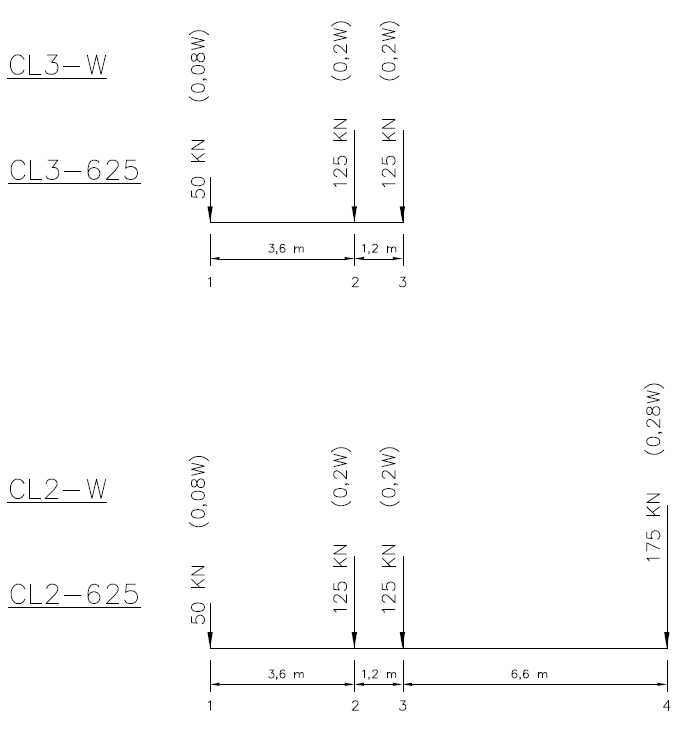 CL3-W
(0,08W)
(0,2W)
(0,2W)
CL3-625
50 KN
125 KN
125 KN
3,6 m
1,2 m
1
2
3
CL2-W
(0,08W)
(0,2W)
(0,2W)
(0,28W)
CL2-625
50 KN
125 KN
125 KN
175 KN
3,6 m
1,2 m
6,6 m
1
2
3
4